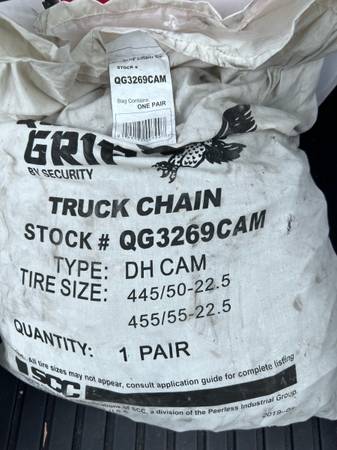 STOCK #
QG3269CAM
Bag Contains:
ONE PAIR
GRIP
BY SECURITY
TRUCK CHAIN
STOCK # QG3269CAM
TYPE: DH CAM
TIRE SIZE: 445/50-22.5
455/55-22.5
QUANTITY: 1 PAIR
All tire sizes may not appear, consult application guide for complete listing
SCC
of SCC, a division of the Peerless Industrial Group.